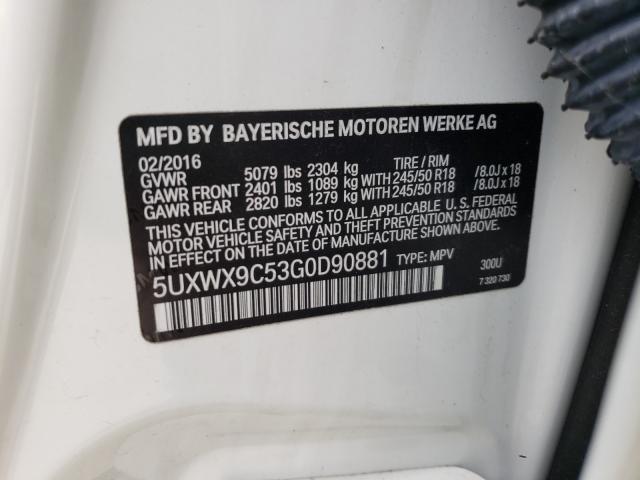 MFD BY BAYERISCHE MOTOREN WERKE AG
02/2016 TIRE / RIM
GVWR 5079 lbs 2304 kg
GAWR FRONT 2401 lbs 1089 kg WITH 245/50 R18 /8.0J x 18
GAWR REAR 2820 lbs 1279 kg WITH 245/50 R18 /8.0J x 18
THIS VEHICLE CONFORMS TO ALL APPLICABLE U.S. FEDERAL
MOTOR VEHICLE SAFETY AND THEFT PREVENTION STANDARDS
IN EFFECT ON THE DATE OF MANUFACTURE SHOWN ABOVE.
5UXWX9C53G0D90881 TYPE: MPV 300U
7 320 730